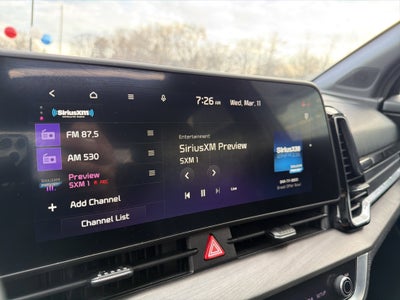 7:26 AM Wed, Mar. 11
SiriusXM
FM 87.5
AM 530
Preview
SXM 1
Add Channel
Channel List
Entertainment
SiriusXM Preview
SXM 1
Live
SiriusXM